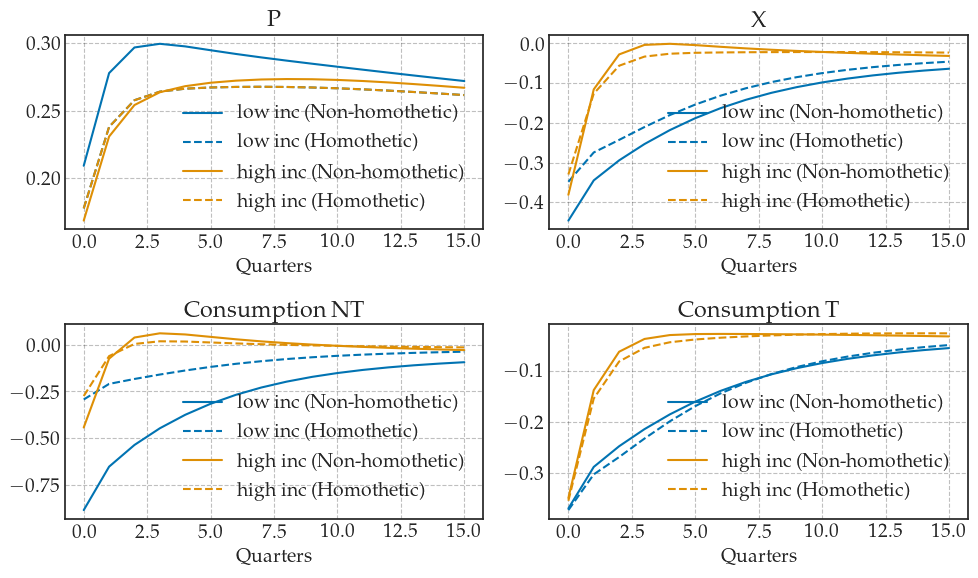 P
0.30
0.25
0.20
low inc (Non-homothetic)
low inc (Homothetic)
high inc (Non-homothetic)
high inc (Homothetic)
0.0 2.5 5.0 7.5 10.0 12.5 15.0
Quarters
X
0.0
−0.1
−0.2
−0.3
−0.4
low inc (Non-homothetic)
low inc (Homothetic)
high inc (Non-homothetic)
high inc (Homothetic)
0.0 2.5 5.0 7.5 10.0 12.5 15.0
Quarters
Consumption NT
0.00
−0.25
−0.50
−0.75
low inc (Non-homothetic)
low inc (Homothetic)
high inc (Non-homothetic)
high inc (Homothetic)
0.0 2.5 5.0 7.5 10.0 12.5 15.0
Quarters
Consumption T
−0.1
−0.2
−0.3
low inc (Non-homothetic)
low inc (Homothetic)
high inc (Non-homothetic)
high inc (Homothetic)
0.0 2.5 5.0 7.5 10.0 12.5 15.0
Quarters